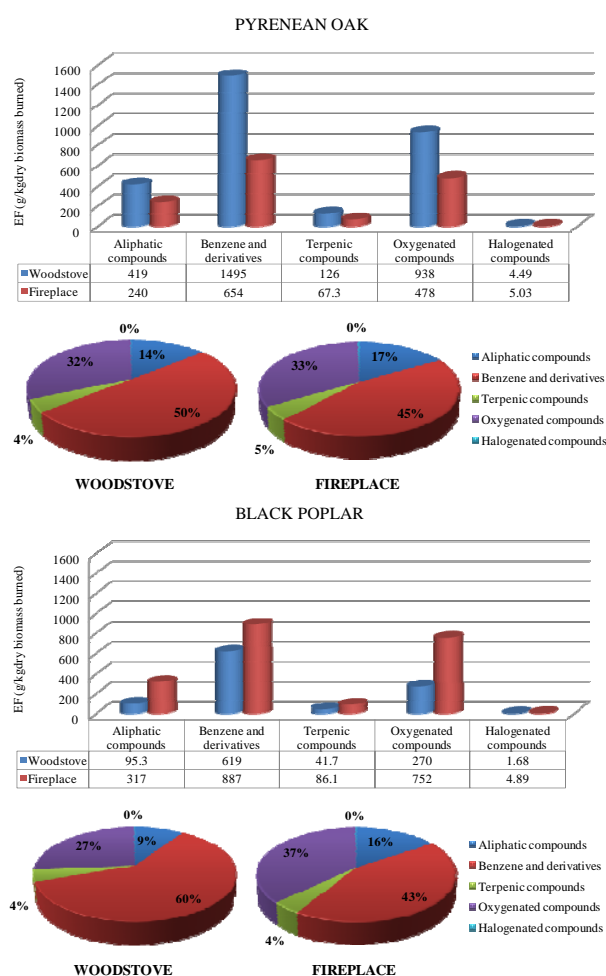 PYRENEAN OAK
EF (g/kgdry biomass burned)
1600
1400
1200
1000
800
600
400
200
0
Aliphatic compounds Benzene and derivatives Terpenic compounds Oxygenated compounds Halogenated compounds
Woodstove 419 1495 126 938 4.49
Fireplace 240 654 67.3 478 5.03
0% 0%
32% 14% 33% 17%
4% 50% 5% 45%
Aliphatic compounds
Benzene and derivatives
Terpenic compounds
Oxygenated compounds
Halogenated compounds
WOODSTOVE FIREPLACE
BLACK POPLAR
EF (g/kgdry biomass burned)
1600
1400
1200
1000
800
600
400
200
0
Aliphatic compounds Benzene and derivatives Terpenic compounds Oxygenated compounds Halogenated compounds
Woodstove 95.3 619 41.7 270 1.68
Fireplace 317 887 86.1 752 4.89
0% 0%
27% 9% 37% 16%
4% 60% 4% 43%
Aliphatic compounds
Benzene and derivatives
Terpenic compounds
Oxygenated compounds
Halogenated compounds
WOODSTOVE FIREPLACE